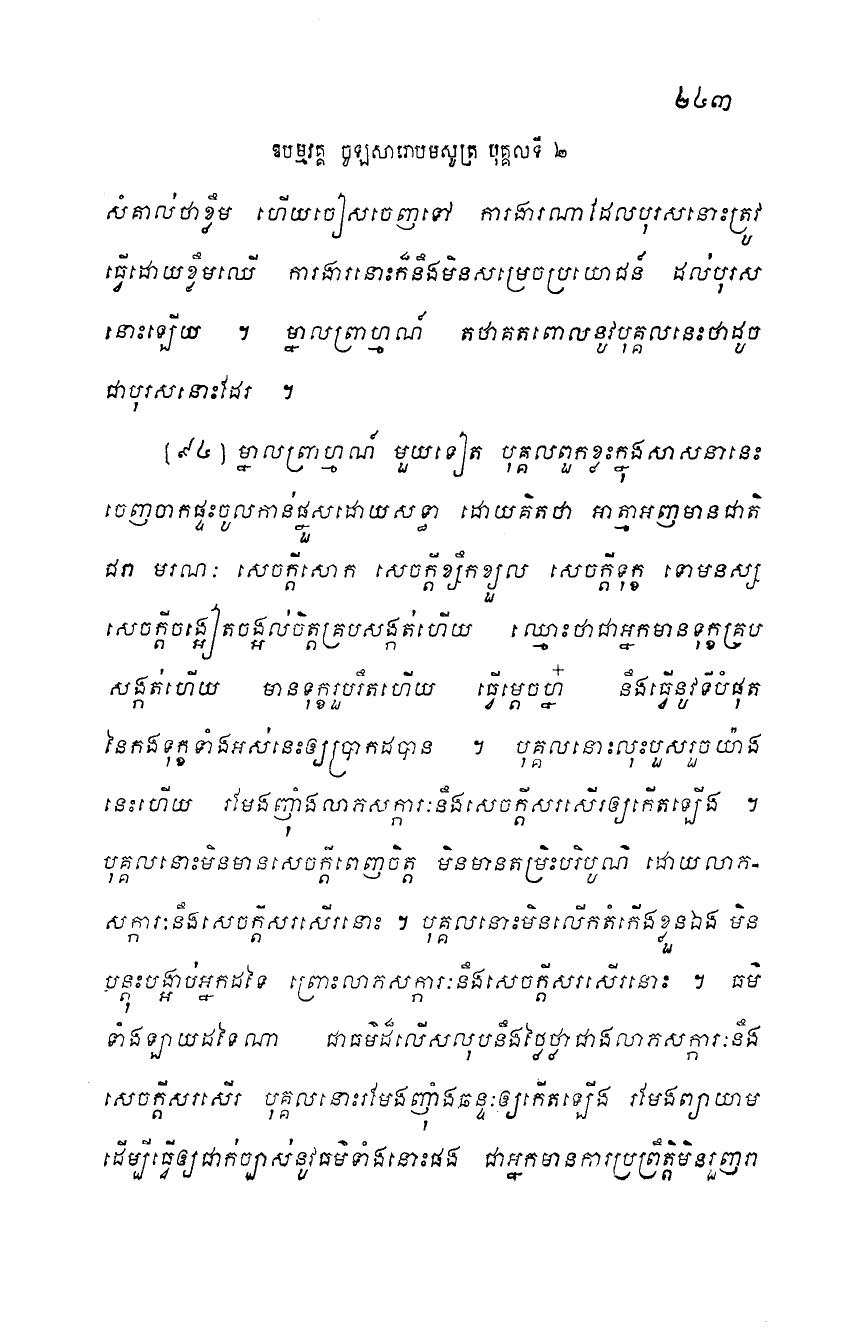 ២៤៣
ឱបម្មវគ្គ ចូឡសារោបមសូត្រ បុគ្គលទី ២
សំគាល់ថាខ្លឹម ហើយចៀសចេញទៅ ការងារណាដែលបុរសនោះត្រូវ
ធ្វើដោយខ្លឹមឈើ ការងារនោះក៏នឹងមិនសម្រេចប្រយោជន៍ ដល់បុរស
នោះឡើយ ។ ម្នាលព្រាហ្មណ៍ តថាគតពោលនូវបុគ្គលនេះថាដូច
ជាបុរសនោះដែរ ។
(៩៤) ម្នាលព្រាហ្មណ៍ មួយទៀត បុគ្គលពួកខ្លះក្នុងសាសនានេះ
ចេញចាកផ្ទះចូលកាន់ផ្នួសដោយសទ្ធា ដោយគិតថា អាត្មាអញមានជាតិ
ជរា មរណៈ សេចក្តីសោក សេចក្តីខ្សឹកខ្សួល សេចក្តីទុក្ខ ទោមនស្ស
សេចក្តីចង្អៀតចង្អល់ចិត្តគ្របសង្កត់ហើយ ឈ្មោះថាជាអ្នកមានទុក្ខគ្រប
សង្កត់ហើយ មានទុក្ខរួបរឹតហើយ ធ្វើម្តេចហ្ន៎ នឹងធ្វើនូវទីបំផុត
នៃកងទុក្ខទាំងអស់នេះឲ្យប្រាកដបាន ។ បុគ្គលនោះលុះបួសរួចយ៉ាង
នេះហើយ រមែងញ៉ាំងលាភសក្ការៈនឹងសេចក្តីសរសើរឲ្យកើតឡើង ។
បុគ្គលនោះមិនមានសេចក្តីពេញចិត្ត មិនមានតម្រិះបរិបូណ៌ ដោយលាភ-
សក្ការៈនឹងសេចក្តីសរសើរនោះ ។ បុគ្គលនោះមិនលើកតំកើងខ្លួនឯង មិន
បន្តុះបង្អាប់អ្នកដទៃ ព្រោះលាភសក្ការៈនឹងសេចក្តីសរសើរនោះ ។ ធម៌
ទាំងឡាយដទៃណា ជាធម៌ដ៏លើសលុបនឹងថ្លៃថ្លាជាងលាភសក្ការៈនឹង
សេចក្តីសរសើរ បុគ្គលនោះរមែងញ៉ាំងឆន្ទៈឲ្យកើតឡើង រមែងព្យាយាម
ដើម្បីធ្វើឲ្យជាក់ច្បាស់នូវធម៌ទាំងនោះផង ជាអ្នកមានការប្រព្រឹត្តិមិនរួញរា